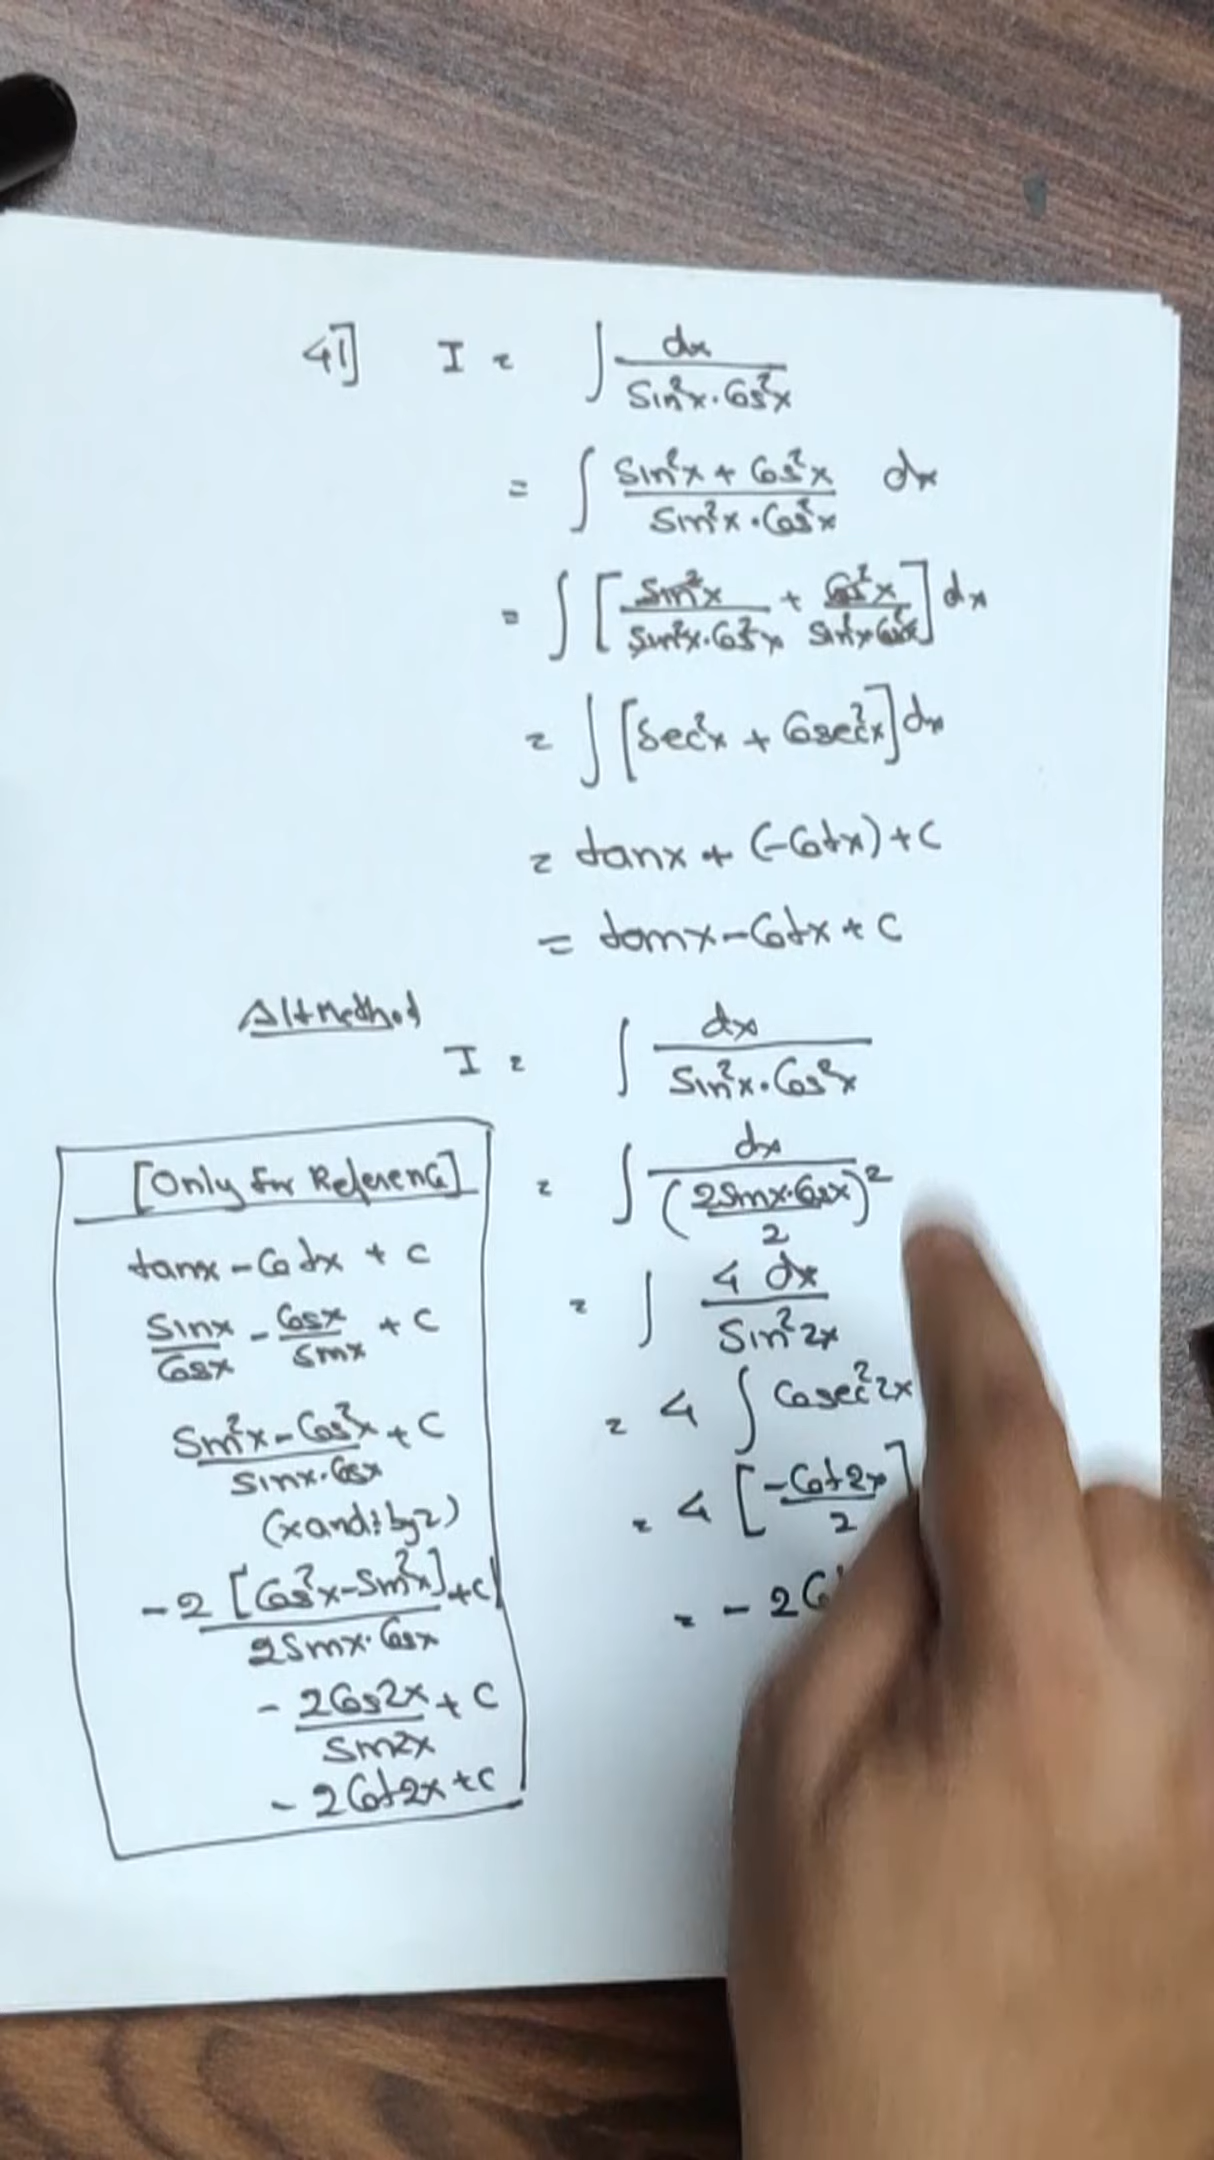 41] I = ∫ dx / Sin²x·Cos²x
= ∫ Sin²x + Cos²x / Sin²x·Cos²x dx
= ∫ [Sin²x / Sin²x·Cos²x + Cos²x / Sin²x Cos²x] dx
= ∫ [Sec²x + Cosec²x] dx
= tanx + (-Cotx) + C
= tanx - Cotx + C
Alt Method
I = ∫ dx / Sin²x·Cos²x
= ∫ dx / (2Sinx·Cosx / 2)²
= ∫ 4 dx / Sin²2x
= 4 ∫ Cosec²2x
= 4 [-Cot2x / 2]
= -2
[Only for Reference]
tanx - Cotx + C
Sinx / Cosx - Cosx / Sinx + C
Sin²x - Cos²x / Sinx·Cosx + C
(x and ÷ by 2)
-2 [Cos²x - Sin²x] / 2Sinx·Cosx + C
- 2Cos2x / Sin2x + C
- 2Cot2x + C